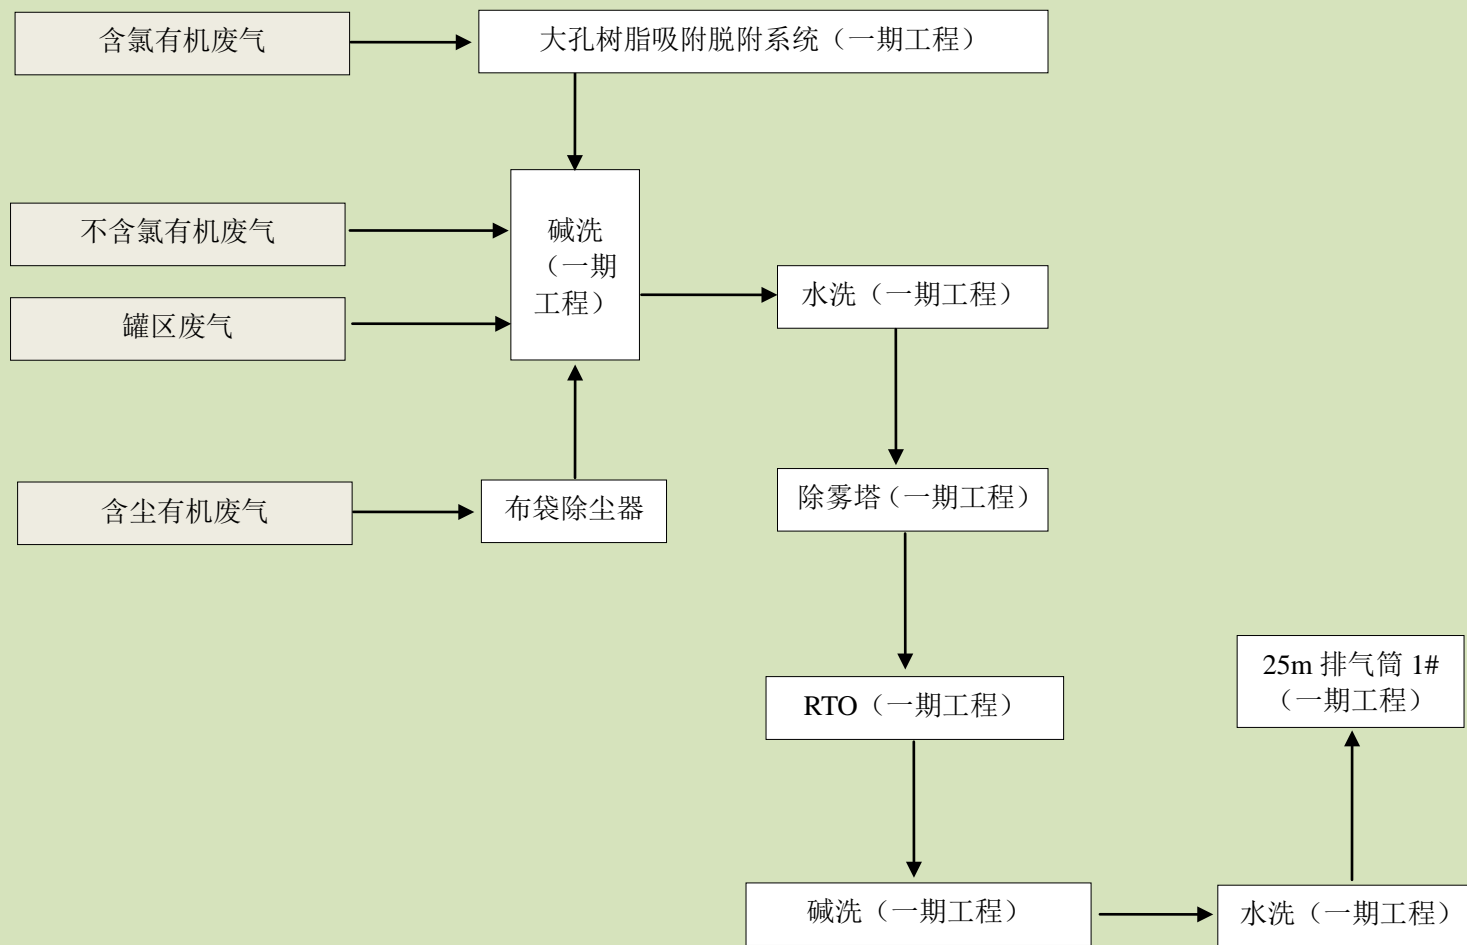 含氯有机废气
大孔树脂吸附脱附系统（一期工程）
不含氯有机废气
碱洗
（一期
工程）
罐区废气
水洗（一期工程）
含尘有机废气
布袋除尘器
除雾塔（一期工程）
RTO（一期工程）
25m 排气筒 1#
（一期工程）
碱洗（一期工程）
水洗（一期工程）